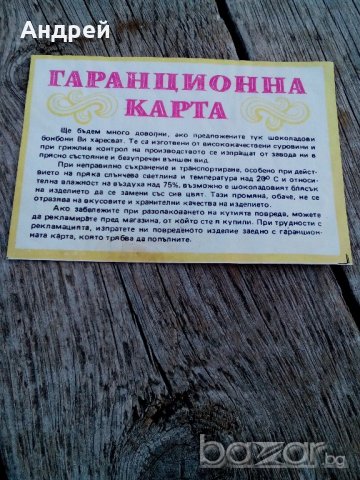 Андрей
ГАРАНЦИОННА
КАРТА
Ще бъдем много доволни, ако предложените тук шоколадови
бонбони Ви харесват. Те са изготвени от висококачествени суровини и
при грижлив контрол на производството се изпращат от завода ни в
прясно състояние и безупречен външен вид.
При неправилно съхранение и транспортиране, особено при дейст-
вието на пряка слънчева светлина и температура над 20º С и относи-
телна влажност на въздуха над 75%, възможно е шоколадовият блясък
на изделието да се замени със сив цвят. Тази промяна, обаче, не се
отразява на вкусовите и хранителни качества на изделието.
Ако забележите при разопаковането на кутията повреда, можете
да рекламирате пред магазина, от който сте я купили. При трудности с
рекламацията, изпратете ни повреденото изделие заедно с гаранцион-
ната карта, която трябва да попълните.
bazar.bg